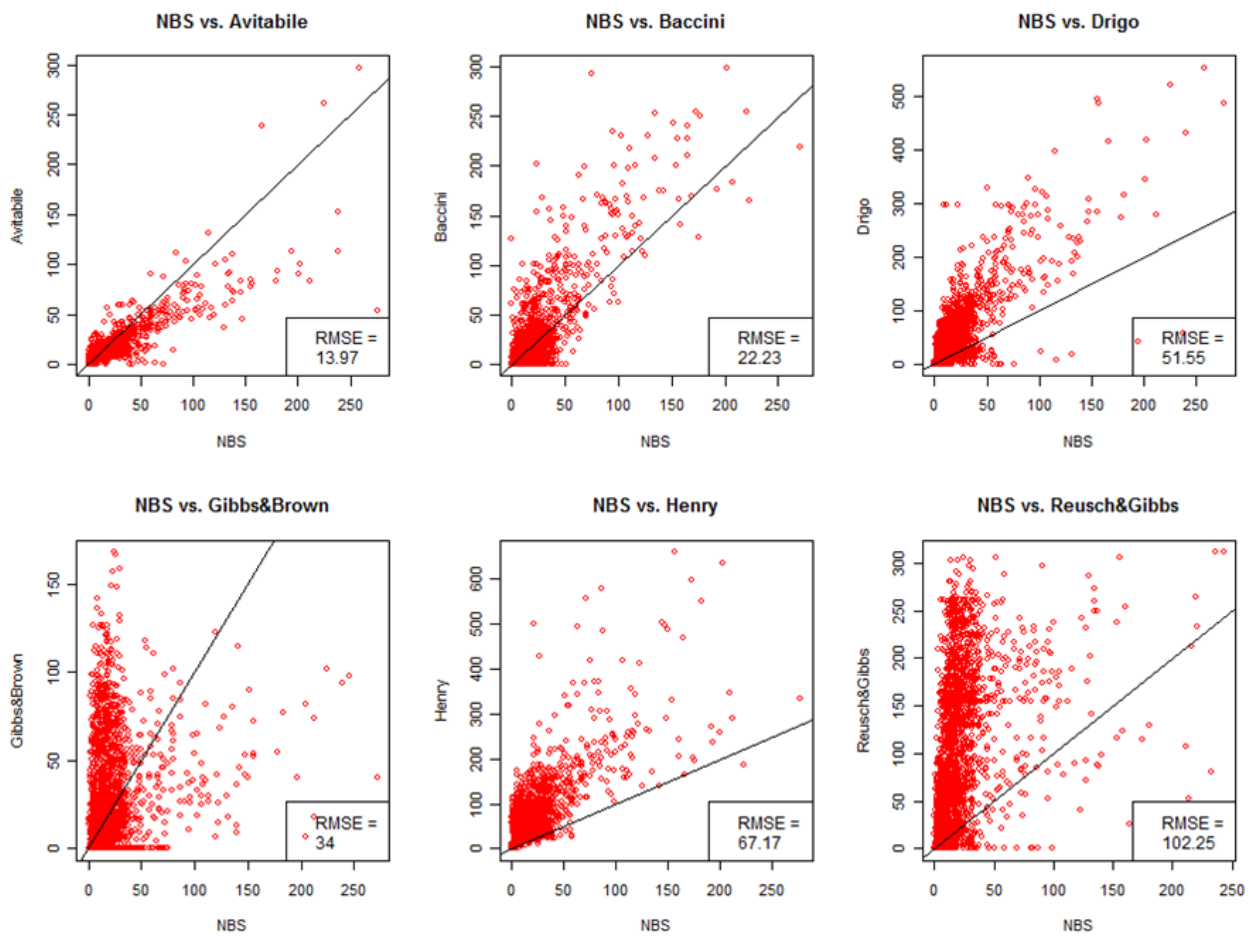 NBS vs. Avitabile
NBS vs. Baccini
NBS vs. Drigo
Avitabile
0 50 100 150 200 250 300
0 50 100 150 200 250
NBS
RMSE =
13.97
Baccini
0 50 100 150 200 250 300
0 50 100 150 200 250
NBS
RMSE =
22.23
Drigo
0 100 200 300 400 500
0 50 100 150 200 250
NBS
RMSE =
51.55
NBS vs. Gibbs&Brown
NBS vs. Henry
NBS vs. Reusch&Gibbs
Gibbs&Brown
0 50 100 150
0 50 100 150 200 250
NBS
RMSE =
34
Henry
0 100 200 300 400 500 600
0 50 100 150 200 250
NBS
RMSE =
67.17
Reusch&Gibbs
0 50 100 150 200 250 300
0 50 100 150 200 250
NBS
RMSE =
102.25